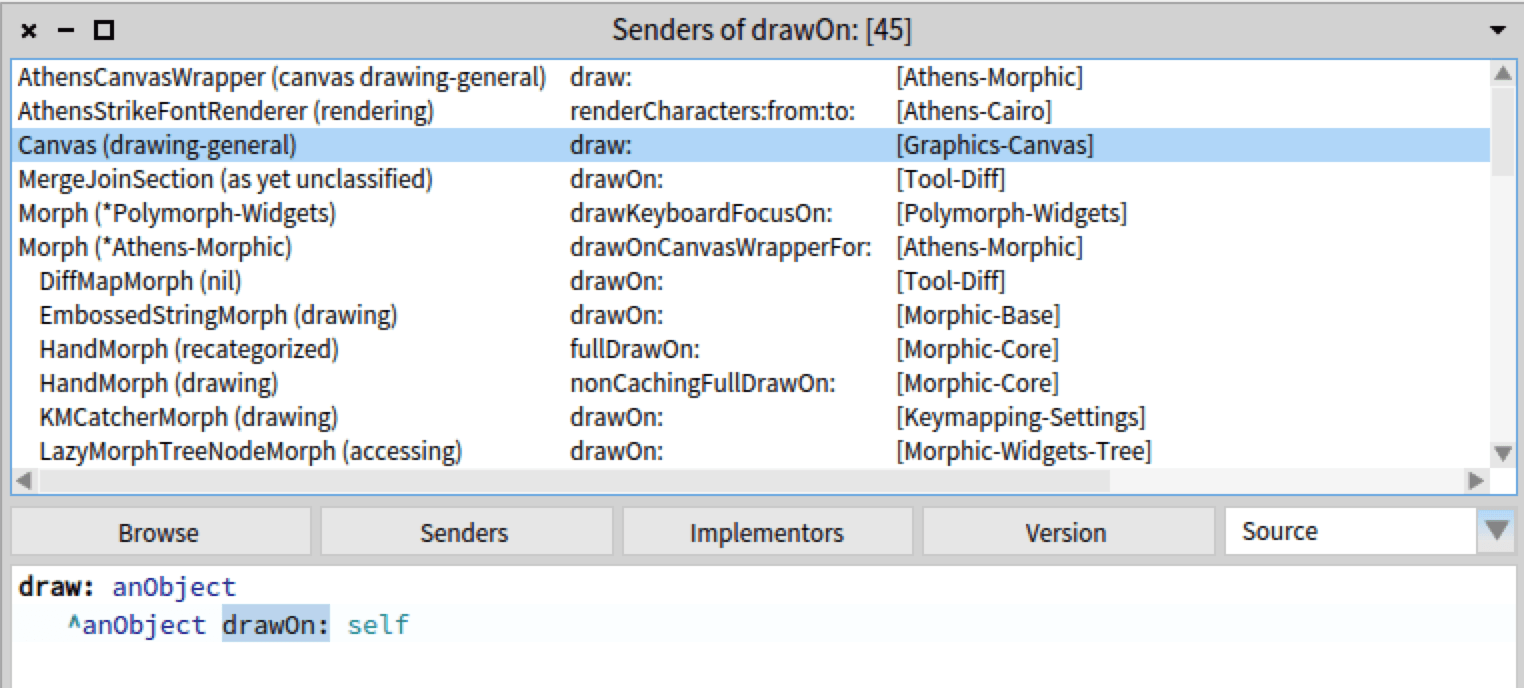 Senders of drawOn: [45]
AthensCanvasWrapper (canvas drawing-general) draw: [Athens-Morphic]
AthensStrikeFontRenderer (rendering) renderCharacters:from:to: [Athens-Cairo]
Canvas (drawing-general) draw: [Graphics-Canvas]
MergeJoinSection (as yet unclassified) drawOn: [Tool-Diff]
Morph (*Polymorph-Widgets) drawKeyboardFocusOn: [Polymorph-Widgets]
Morph (*Athens-Morphic) drawOnCanvasWrapperFor: [Athens-Morphic]
DiffMapMorph (nil) drawOn: [Tool-Diff]
EmbossedStringMorph (drawing) drawOn: [Morphic-Base]
HandMorph (recategorized) fullDrawOn: [Morphic-Core]
HandMorph (drawing) nonCachingFullDrawOn: [Morphic-Core]
KMCatcherMorph (drawing) drawOn: [Keymapping-Settings]
LazyMorphTreeNodeMorph (accessing) drawOn: [Morphic-Widgets-Tree]
Browse Senders Implementors Version Source
draw: anObject
^anObject drawOn: self